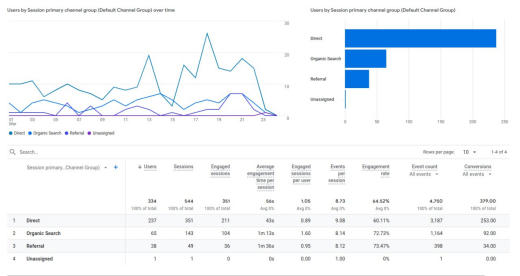 Users by Session primary channel group (Default Channel Group) over time
Users by Session primary channel group (Default Channel Group)
30
20
10
0
01
Mar
03
05
07
09
11
13
15
17
19
21
23
Direct
Organic Search
Referral
Unassigned
Direct
Organic Search
Referral
Unassigned
0
50
100
150
200
250
Search...
Rows per page: 10
1-4 of 4
Session primary...Channel Group)
+
↓ Users
Sessions
Engaged sessions
Average engagement time per session
Engaged sessions per user
Events per session
Engagement rate
Event count All events
Conversions All events
334 544 351 56s 1.05 8.73 64.52% 4,750 379.00
100% of total 100% of total 100% of total Avg 0% Avg 0% Avg 0% Avg 0% 100% of total 100% of total
1 Direct 237 351 211 43s 0.89 9.08 60.11% 3,187 253.00
2 Organic Search 65 143 104 1m 13s 1.60 8.14 72.73% 1,164 92.00
3 Referral 38 49 36 1m 36s 0.95 8.12 73.47% 398 34.00
4 Unassigned 1 1 0 0s 0.00 1.00 0% 1 0.00